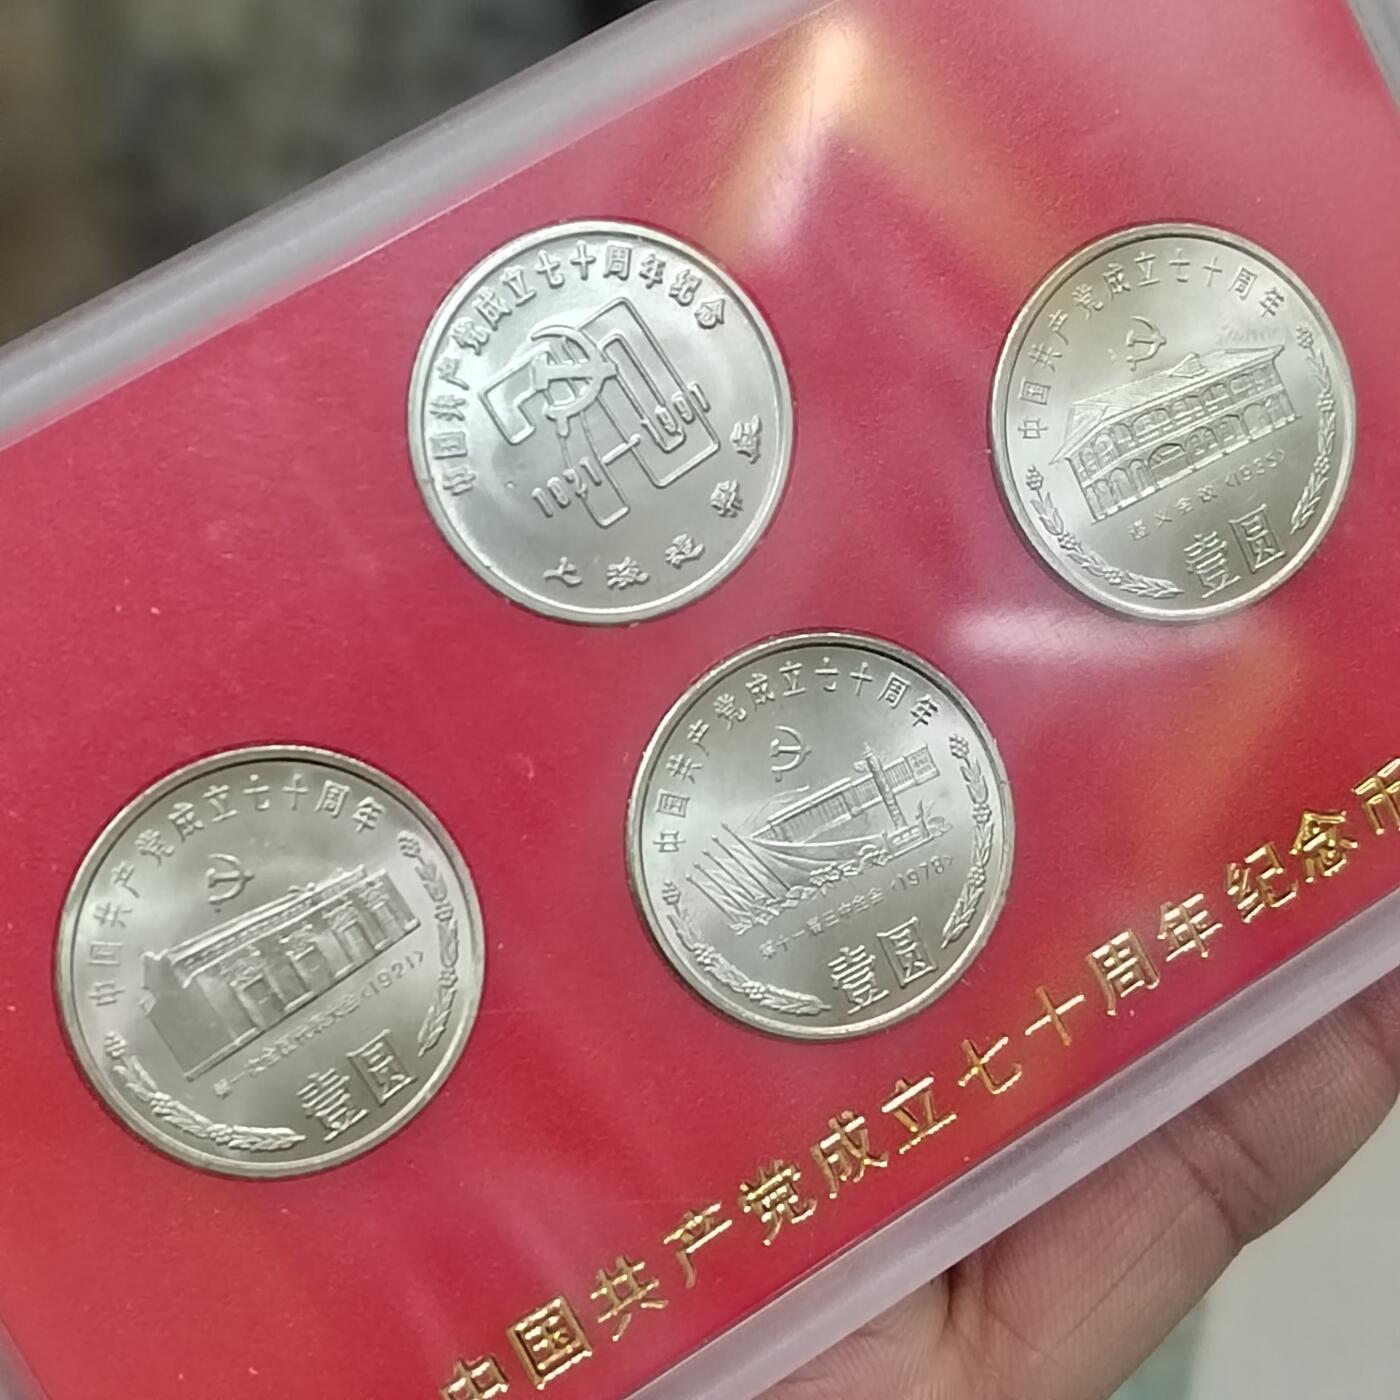 中国共产党成立七十周年纪念
1921—1991
中国共产党成立七十周年
遵义会议<1935>
壹圆
中国共产党成立七十周年
第十一届三中全会<1978>
壹圆
中国共产党成立七十周年
第一次全国代表大会<1921>
壹圆
中国共产党成立七十周年纪念币